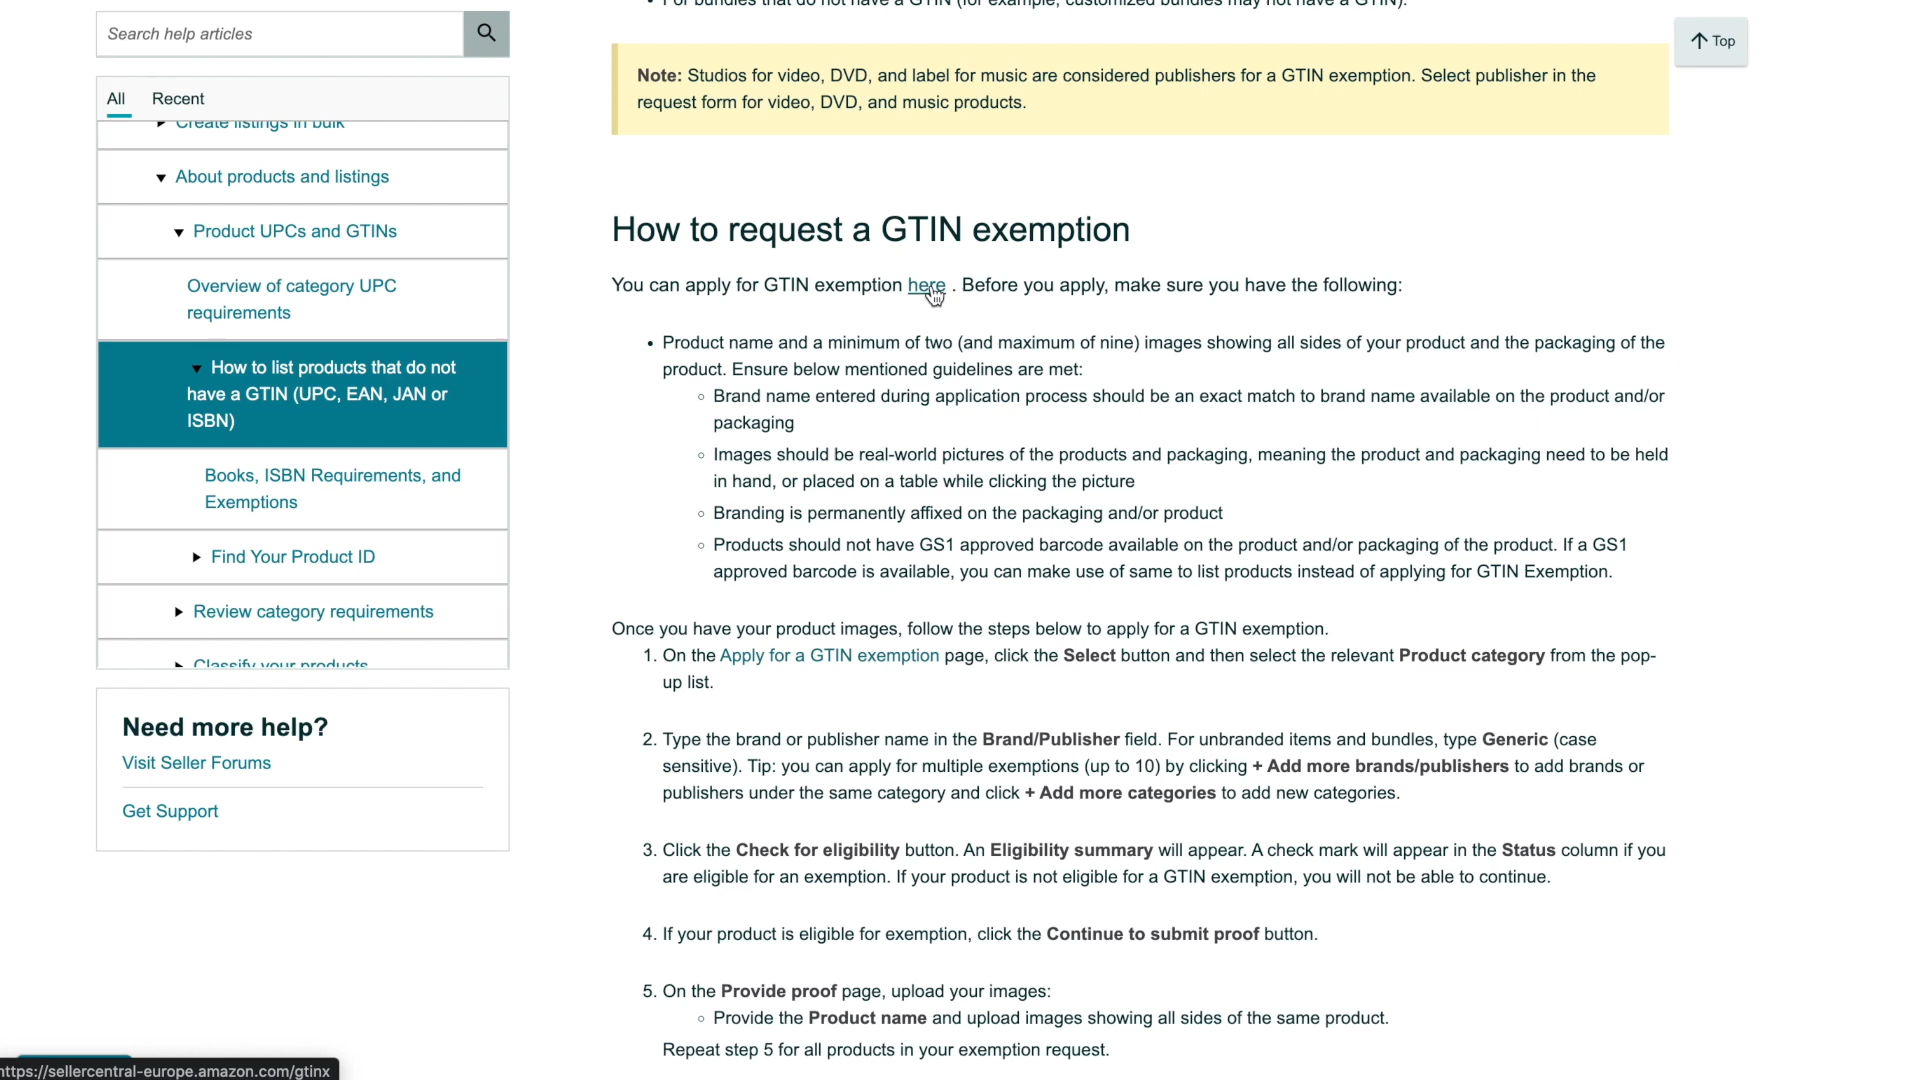 For bundles that do not have a GTIN (for example, customized bundles may not have a GTIN).
Search help articles
Top
Note: Studios for video, DVD, and label for music are considered publishers for a GTIN exemption. Select publisher in the
request form for video, DVD, and music products.
All Recent
Create listings in bulk
About products and listings
Product UPCs and GTINs
Overview of category UPC
requirements
How to list products that do not
have a GTIN (UPC, EAN, JAN or
ISBN)
Books, ISBN Requirements, and
Exemptions
Find Your Product ID
Review category requirements
Classify your products
Need more help?
Visit Seller Forums
Get Support
How to request a GTIN exemption
You can apply for GTIN exemption here . Before you apply, make sure you have the following:
• Product name and a minimum of two (and maximum of nine) images showing all sides of your product and the packaging of the
product. Ensure below mentioned guidelines are met:
◦ Brand name entered during application process should be an exact match to brand name available on the product and/or
packaging
◦ Images should be real-world pictures of the products and packaging, meaning the product and packaging need to be held
in hand, or placed on a table while clicking the picture
◦ Branding is permanently affixed on the packaging and/or product
◦ Products should not have GS1 approved barcode available on the product and/or packaging of the product. If a GS1
approved barcode is available, you can make use of same to list products instead of applying for GTIN Exemption.
Once you have your product images, follow the steps below to apply for a GTIN exemption.
1. On the Apply for a GTIN exemption page, click the Select button and then select the relevant Product category from the pop-
up list.
2. Type the brand or publisher name in the Brand/Publisher field. For unbranded items and bundles, type Generic (case
sensitive). Tip: you can apply for multiple exemptions (up to 10) by clicking + Add more brands/publishers to add brands or
publishers under the same category and click + Add more categories to add new categories.
3. Click the Check for eligibility button. An Eligibility summary will appear. A check mark will appear in the Status column if you
are eligible for an exemption. If your product is not eligible for a GTIN exemption, you will not be able to continue.
4. If your product is eligible for exemption, click the Continue to submit proof button.
5. On the Provide proof page, upload your images:
◦ Provide the Product name and upload images showing all sides of the same product.
Repeat step 5 for all products in your exemption request.
https://sellercentral-europe.amazon.com/gtinx